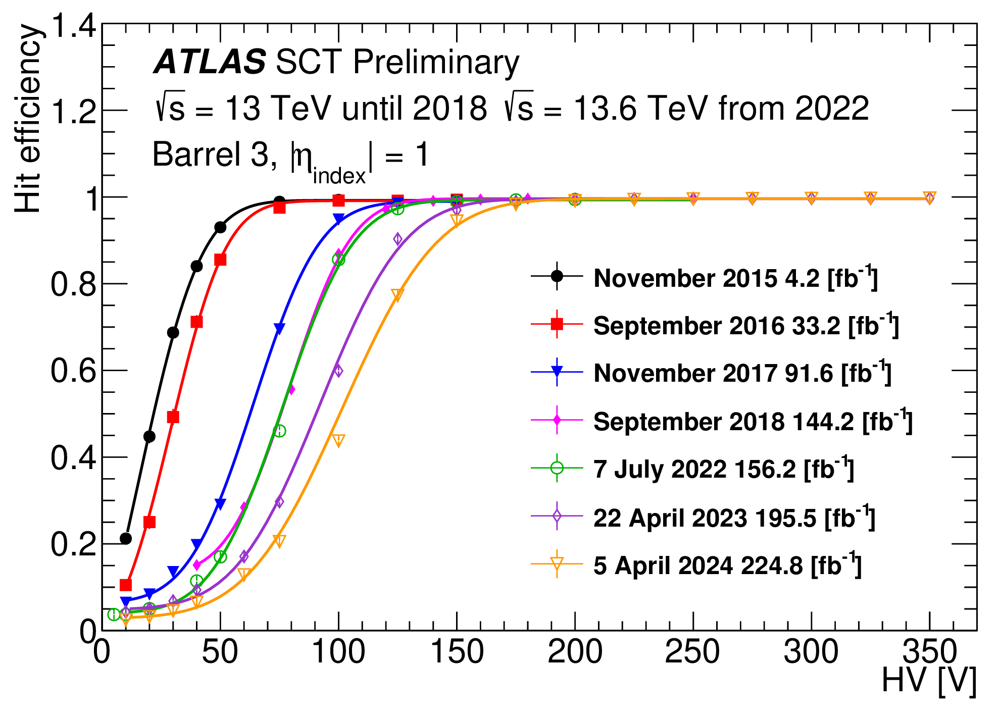 Hit efficiency
1.4
1.2
1
0.8
0.6
0.4
0.2
0
ATLAS SCT Preliminary
√s = 13 TeV until 2018 √s = 13.6 TeV from 2022
Barrel 3, |η_index| = 1
November 2015 4.2 [fb⁻¹]
September 2016 33.2 [fb⁻¹]
November 2017 91.6 [fb⁻¹]
September 2018 144.2 [fb⁻¹]
7 July 2022 156.2 [fb⁻¹]
22 April 2023 195.5 [fb⁻¹]
5 April 2024 224.8 [fb⁻¹]
0 50 100 150 200 250 300 350
HV [V]